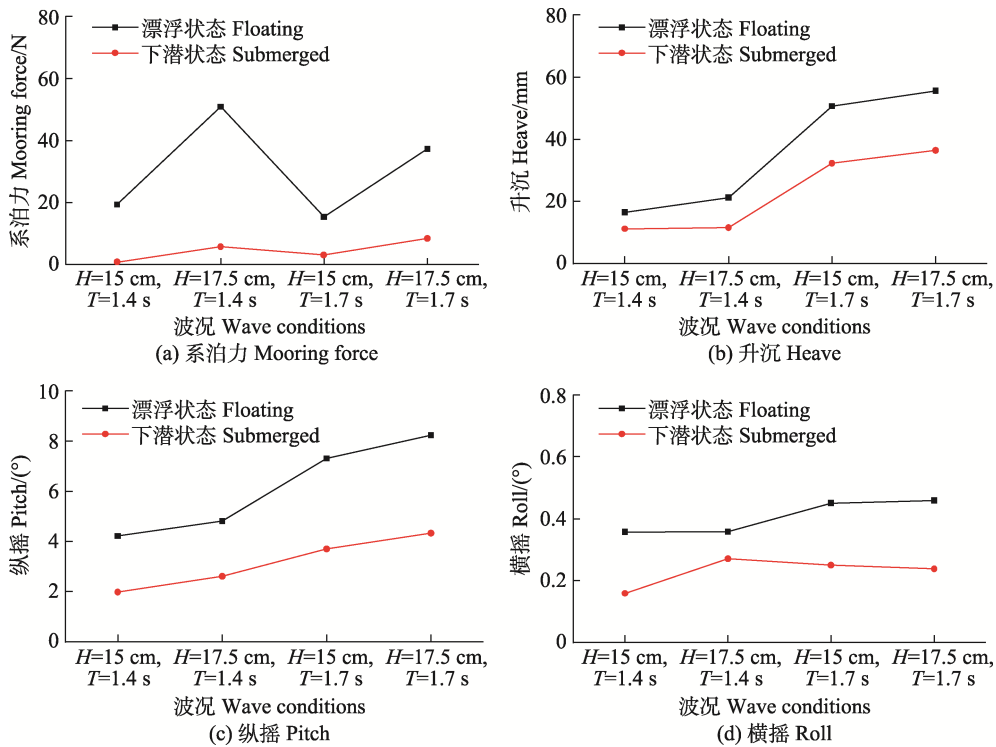 80
60
40
20
0
系泊力 Mooring force/N
漂浮状态 Floating
下潜状态 Submerged
H=15 cm, H=17.5 cm, H=15 cm, H=17.5 cm,
T=1.4 s T=1.4 s T=1.7 s T=1.7 s
波况 Wave conditions
(a) 系泊力 Mooring force
80
60
40
20
0
升沉 Heave/mm
漂浮状态 Floating
下潜状态 Submerged
H=15 cm, H=17.5 cm, H=15 cm, H=17.5 cm,
T=1.4 s T=1.4 s T=1.7 s T=1.7 s
波况 Wave conditions
(b) 升沉 Heave
10
8
6
4
2
0
纵摇 Pitch/(°)
漂浮状态 Floating
下潜状态 Submerged
H=15 cm, H=17.5 cm, H=15 cm, H=17.5 cm,
T=1.4 s T=1.4 s T=1.7 s T=1.7 s
波况 Wave conditions
(c) 纵摇 Pitch
0.8
0.6
0.4
0.2
0
横摇 Roll/(°)
漂浮状态 Floating
下潜状态 Submerged
H=15 cm, H=17.5 cm, H=15 cm, H=17.5 cm,
T=1.4 s T=1.4 s T=1.7 s T=1.7 s
波况 Wave conditions
(d) 横摇 Roll